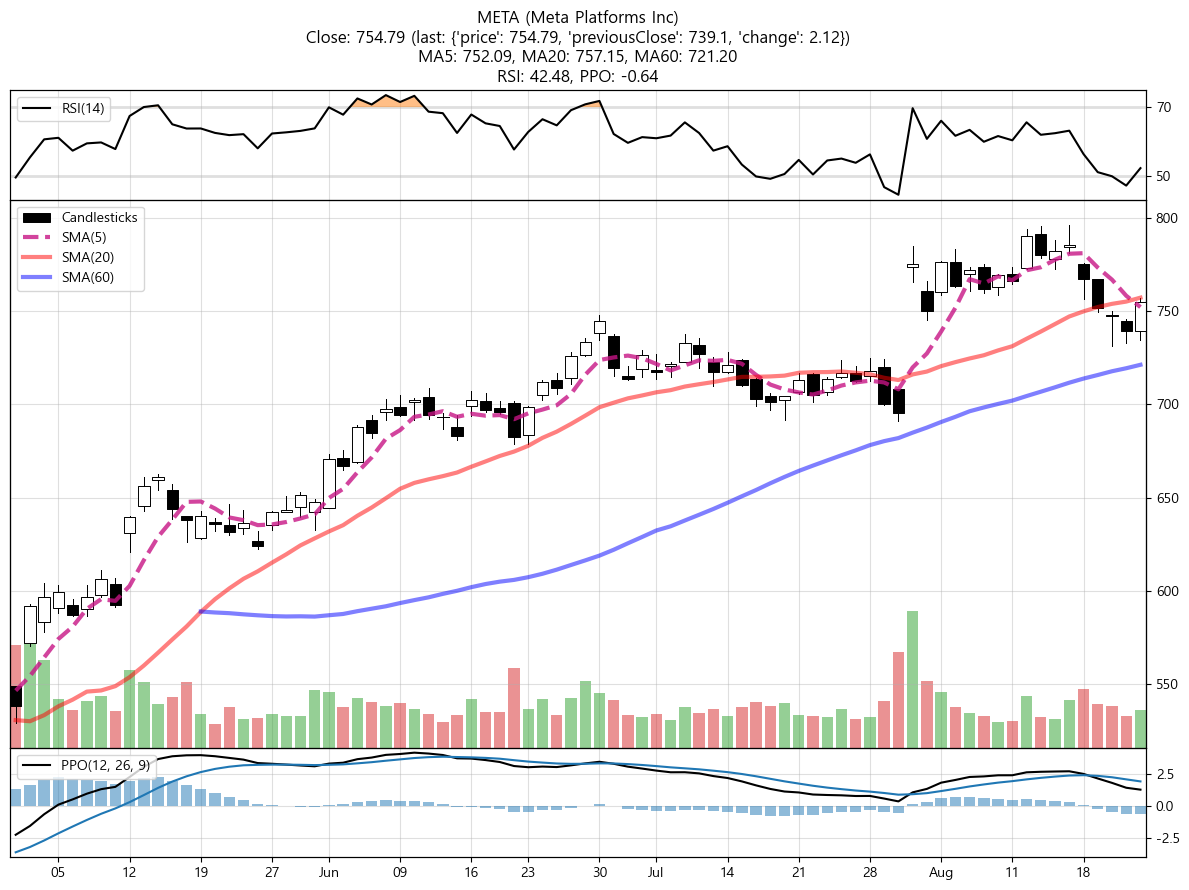 META (Meta Platforms Inc)
Close: 754.79 (last: {'price': 754.79, 'previousClose': 739.1, 'change': 2.12})
MA5: 752.09, MA20: 757.15, MA60: 721.20
RSI: 42.48, PPO: -0.64
RSI(14)
70
50
Candlesticks
SMA(5)
SMA(20)
SMA(60)
800
750
700
650
600
550
PPO(12, 26, 9)
2.5
0.0
-2.5
05 12 19 27 Jun 09 16 23 30 Jul 14 21 28 Aug 11 18